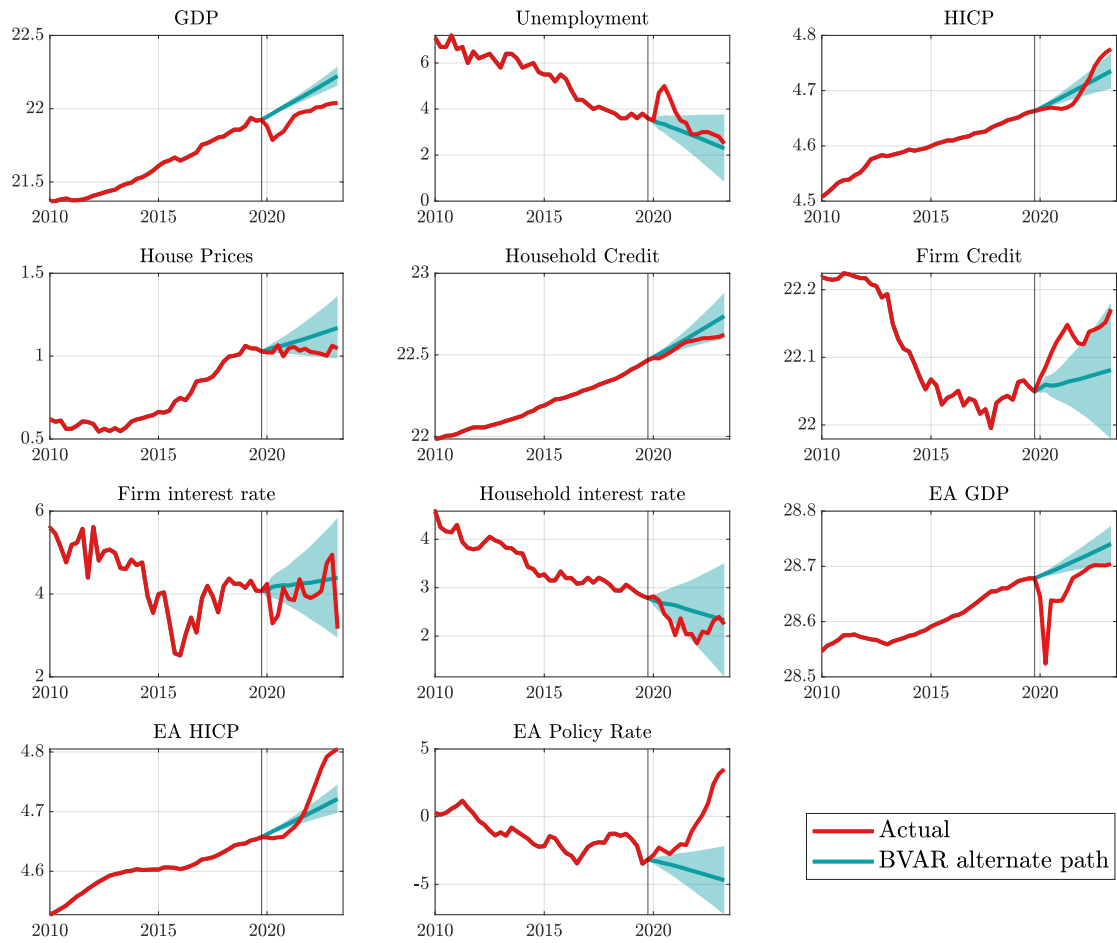 GDP
22.5
22
21.5
2010 2015 2020
Unemployment
6
4
2
0
2010 2015 2020
HICP
4.8
4.7
4.6
4.5
2010 2015 2020
House Prices
1.5
1
0.5
2010 2015 2020
Household Credit
23
22.5
22
2010 2015 2020
Firm Credit
22.2
22.1
22
2010 2015 2020
Firm interest rate
6
4
2
2010 2015 2020
Household interest rate
4
3
2
2010 2015 2020
EA GDP
28.8
28.7
28.6
28.5
2010 2015 2020
EA HICP
4.8
4.7
4.6
2010 2015 2020
EA Policy Rate
5
0
-5
2010 2015 2020
Actual
BVAR alternate path